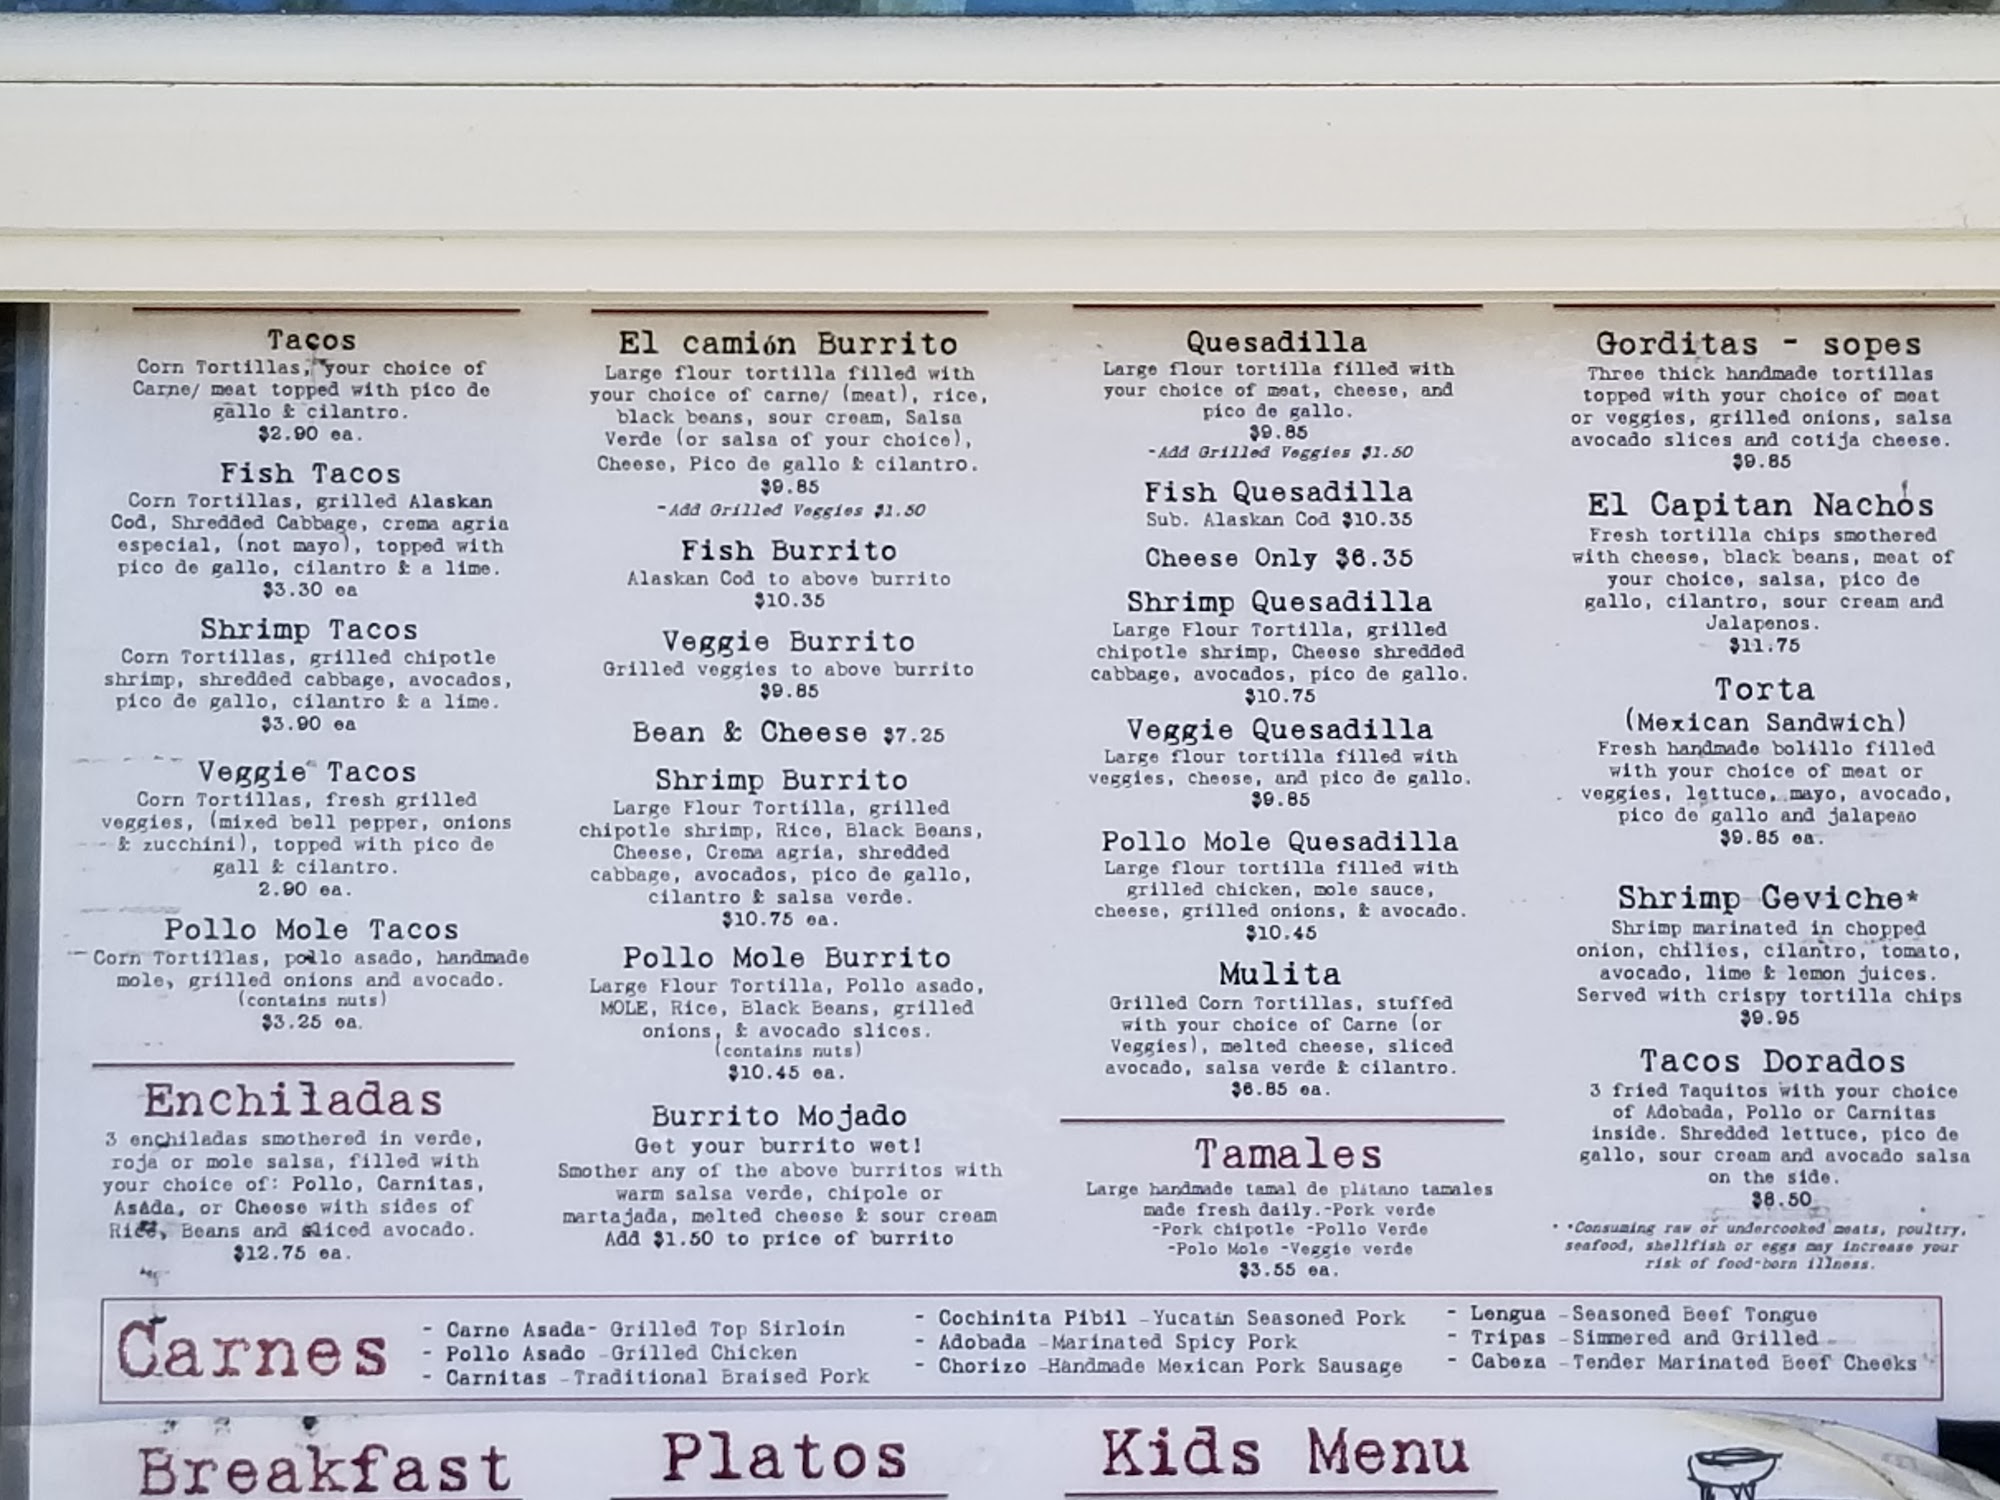 Tacos
Corn Tortillas, your choice of
Carne/ meat topped with pico de
gallo & cilantro.
$2.90 ea.
Fish Tacos
Corn Tortillas, grilled Alaskan
Cod, Shredded Cabbage, crema agria
especial, (not mayo), topped with
pico de gallo, cilantro & a lime.
$3.30 ea
Shrimp Tacos
Corn Tortillas, grilled chipotle
shrimp, shredded cabbage, avocados,
pico de gallo, cilantro & a lime.
$3.90 ea
Veggie Tacos
Corn Tortillas, fresh grilled
veggies, (mixed bell pepper, onions
& zucchini), topped with pico de
gall & cilantro.
2.90 ea.
Pollo Mole Tacos
Corn Tortillas, pollo asado, handmade
mole, grilled onions and avocado.
(contains nuts)
$3.25 ea.
Enchiladas
3 enchiladas smothered in verde,
roja or mole salsa, filled with
your choice of: Pollo, Carnitas,
Asada, or Cheese with sides of
Rice, Beans and sliced avocado.
$12.75 ea.
El camión Burrito
Large flour tortilla filled with
your choice of carne/ (meat), rice,
black beans, sour cream, Salsa
Verde (or salsa of your choice),
Cheese, Pico de gallo & cilantro.
$9.85
-Add Grilled Veggies $1.50
Fish Burrito
Alaskan Cod to above burrito
$10.35
Veggie Burrito
Grilled veggies to above burrito
$9.85
Bean & Cheese $7.25
Shrimp Burrito
Large Flour Tortilla, grilled
chipotle shrimp, Rice, Black Beans,
Cheese, Crema agria, shredded
cabbage, avocados, pico de gallo,
cilantro & salsa verde.
$10.75 ea.
Pollo Mole Burrito
Large Flour Tortilla, Pollo asado,
MOLE, Rice, Black Beans, grilled
onions, & avocado slices.
(contains nuts)
$10.45 ea.
Burrito Mojado
Get your burrito wet!
Smother any of the above burritos with
warm salsa verde, chipole or
martajada, melted cheese & sour cream
Add $1.50 to price of burrito
Quesadilla
Large flour tortilla filled with
your choice of meat, cheese, and
pico de gallo.
$9.85
-Add Grilled Veggies $1.50
Fish Quesadilla
Sub. Alaskan Cod $10.35
Cheese Only $6.35
Shrimp Quesadilla
Large Flour Tortilla, grilled
chipotle shrimp, Cheese shredded
cabbage, avocados, pico de gallo.
$10.75
Veggie Quesadilla
Large flour tortilla filled with
veggies, cheese, and pico de gallo.
$9.85
Pollo Mole Quesadilla
Large flour tortilla filled with
grilled chicken, mole sauce,
cheese, grilled onions, & avocado.
$10.45
Mulita
Grilled Corn Tortillas, stuffed
with your choice of Carne (or
Veggies), melted cheese, sliced
avocado, salsa verde & cilantro.
$6.85 ea.
Tamales
Large handmade tamal de plátano tamales
made fresh daily.-Pork verde
-Pork chipotle -Pollo Verde
-Polo Mole -Veggie verde
$3.55 ea.
Gorditas - sopes
Three thick handmade tortillas
topped with your choice of meat
or veggies, grilled onions, salsa
avocado slices and cotija cheese.
$9.85
El Capitan Nachos
Fresh tortilla chips smothered
with cheese, black beans, meat of
your choice, salsa, pico de
gallo, cilantro, sour cream and
Jalapenos.
$11.75
Torta
(Mexican Sandwich)
Fresh handmade bolillo filled
with your choice of meat or
veggies, lettuce, mayo, avocado,
pico de gallo and jalapeño
$9.85 ea.
Shrimp Ceviche*
Shrimp marinated in chopped
onion, chilies, cilantro, tomato,
avocado, lime & lemon juices.
Served with crispy tortilla chips
$9.95
Tacos Dorados
3 fried Taquitos with your choice
of Adobada, Pollo or Carnitas
inside. Shredded lettuce, pico de
gallo, sour cream and avocado salsa
on the side.
$8.50
**Consuming raw or undercooked meats, poultry,
seafood, shellfish or eggs may increase your
risk of food-born illness.
Carnes
- Carne Asada- Grilled Top Sirloin
- Pollo Asado -Grilled Chicken
- Carnitas -Traditional Braised Pork
- Cochinita Pibil -Yucatán Seasoned Pork
- Adobada -Marinated Spicy Pork
- Chorizo -Handmade Mexican Pork Sausage
- Lengua -Seasoned Beef Tongue
- Tripas -Simmered and Grilled
- Cabeza -Tender Marinated Beef Cheeks
Breakfast
Platos
Kids Menu